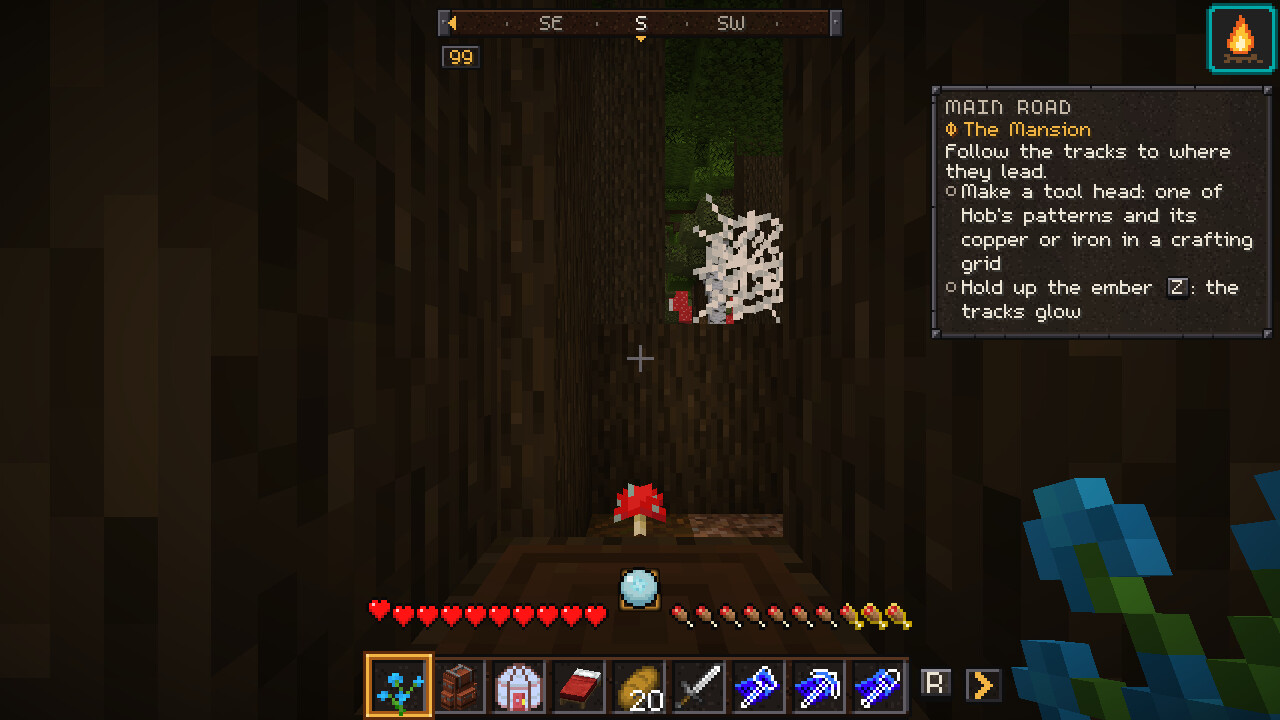 SE S SW
99
MAIN ROAD
The Mansion
Follow the tracks to where
they lead.
Make a tool head: one of
Hob's patterns and its
copper or iron in a crafting
grid
Hold up the ember Z: the
tracks glow
20
R